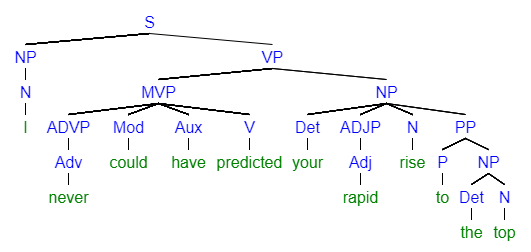 S
NP VP
N MVP NP
I ADVP Mod Aux V Det ADJP N PP
Adv could have predicted your Adj rise P NP
never rapid to Det N
the top